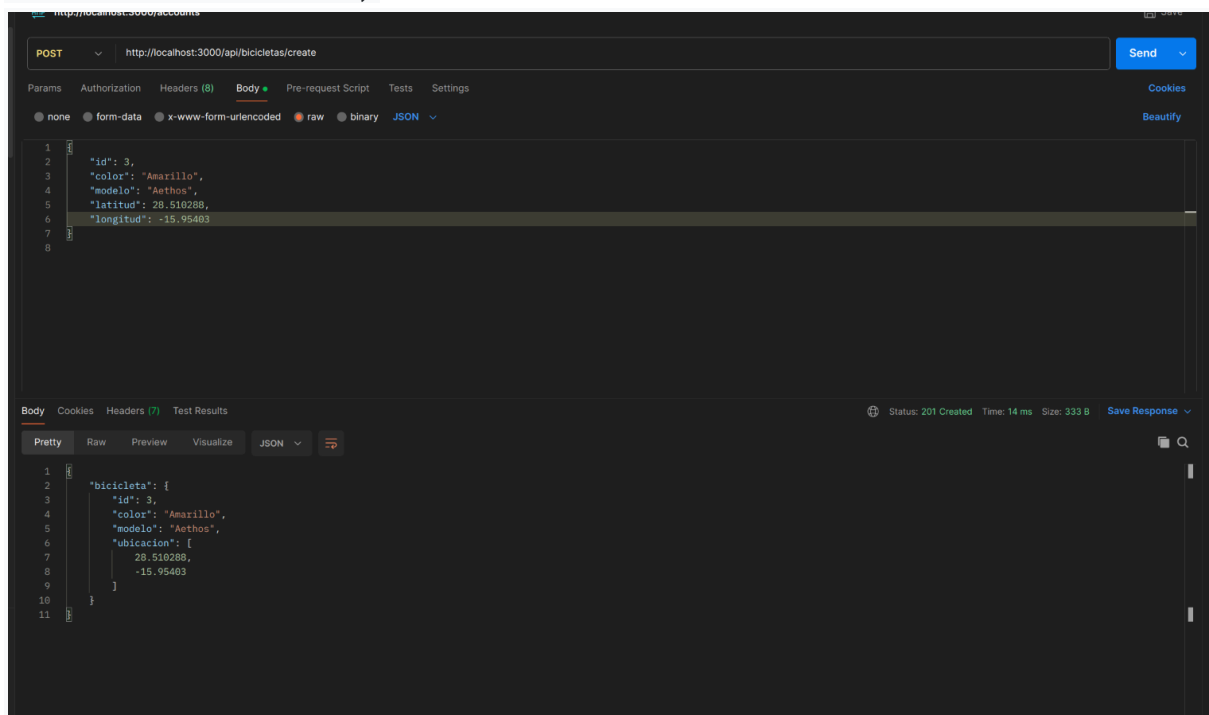 http://localhost:3000/accounts
Save
POST http://localhost:3000/api/bicicletas/create Send
Params Authorization Headers (8) Body Pre-request Script Tests Settings Cookies
none form-data x-www-form-urlencoded raw binary JSON Beautify
1 {
2 "id": 3,
3 "color": "Amarillo",
4 "modelo": "Aethos",
5 "latitud": 28.510288,
6 "longitud": -15.95403
7 }
8
Body Cookies Headers (7) Test Results Status: 201 Created Time: 14 ms Size: 333 B Save Response
Pretty Raw Preview Visualize JSON
1 {
2 "bicicleta": {
3 "id": 3,
4 "color": "Amarillo",
5 "modelo": "Aethos",
6 "ubicacion": [
7 28.510288,
8 -15.95403
9 ]
10 }
11 }